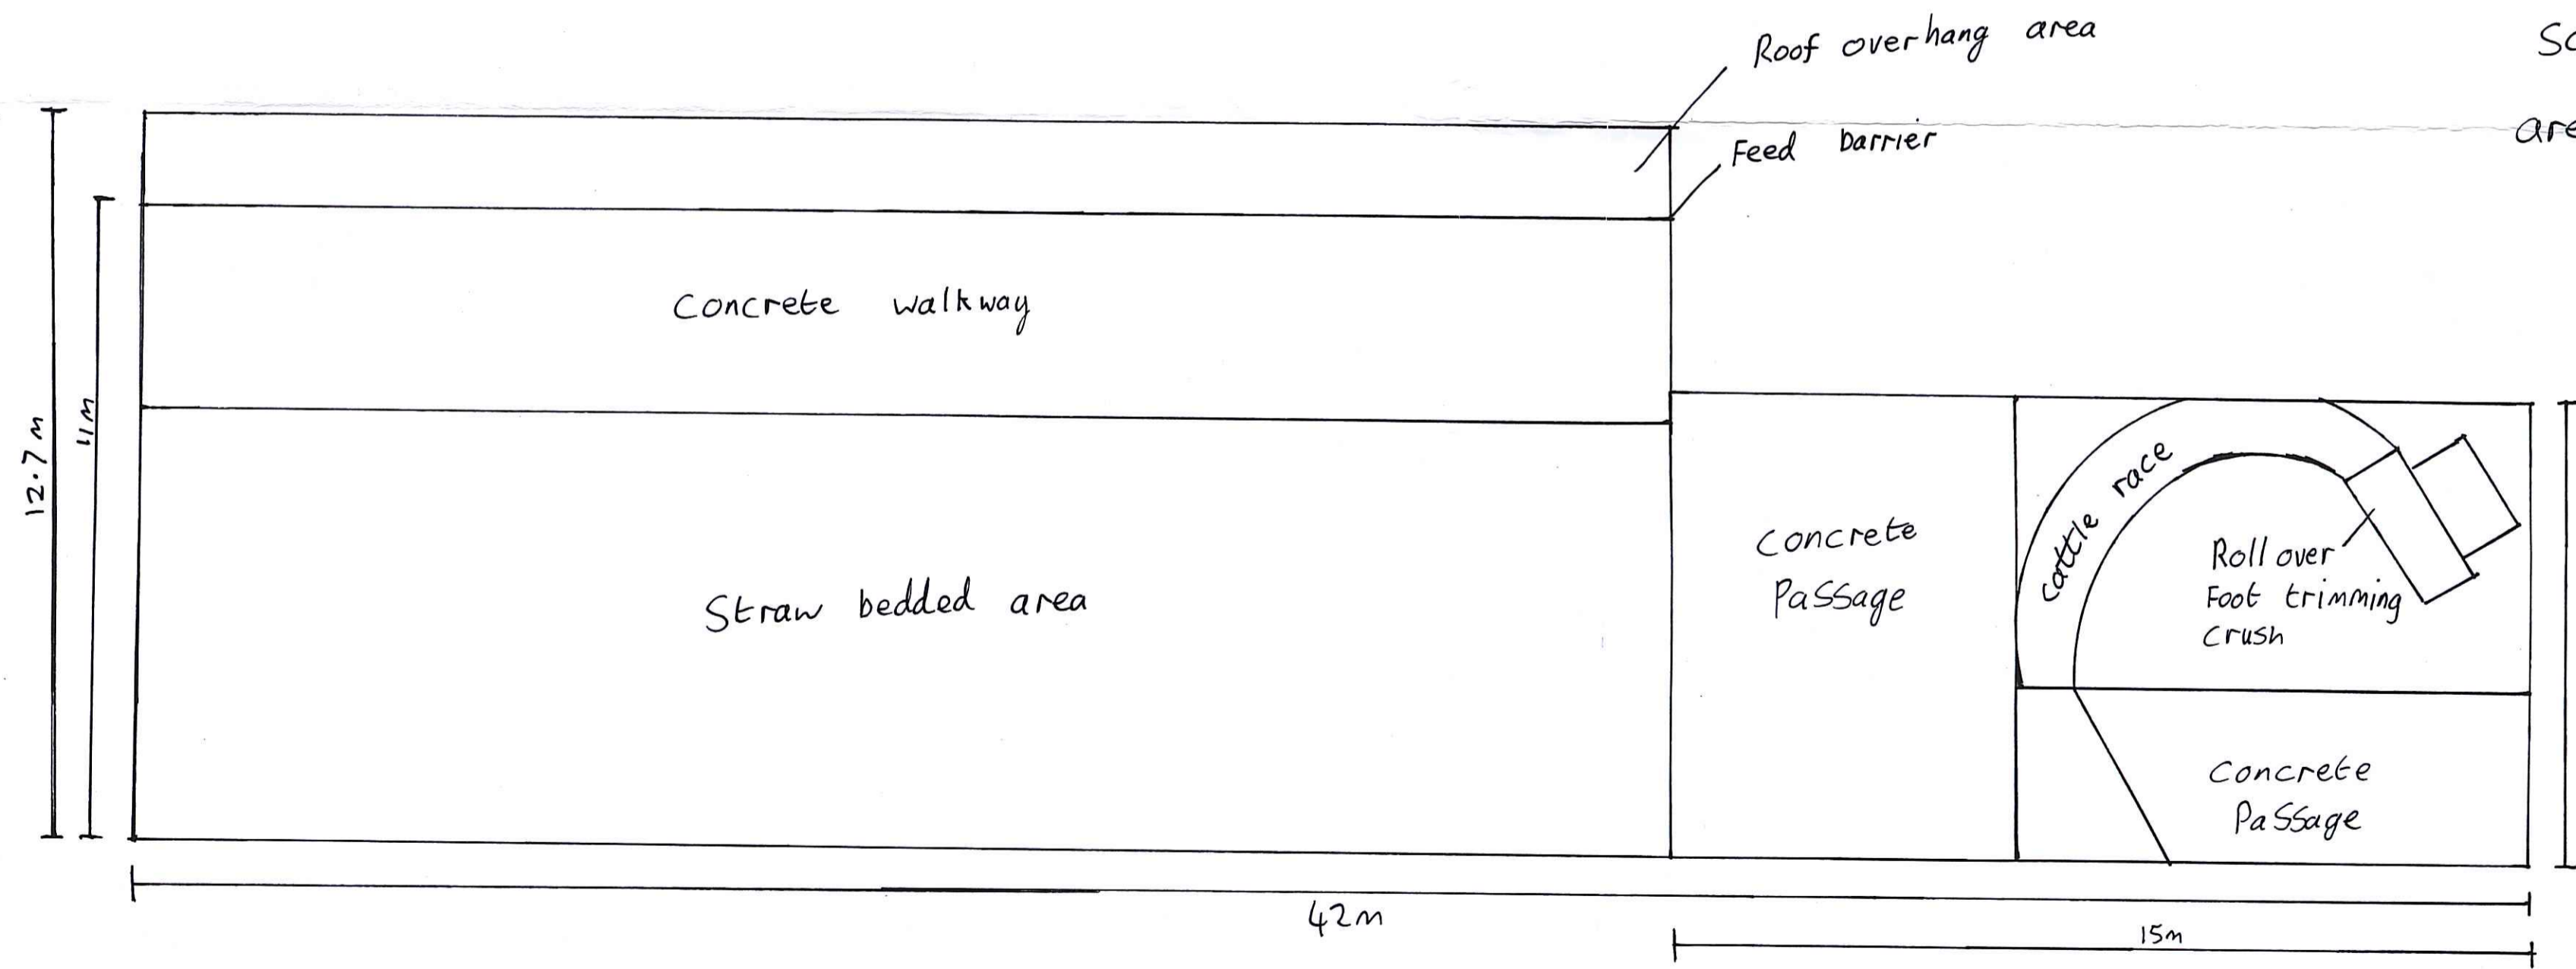 Roof overhang area
Feed barrier
Concrete walkway
12.7m
11m
Straw bedded area
Concrete
Passage
cattle race
Roll over
Foot trimming
crush
Concrete
Passage
42m
15m